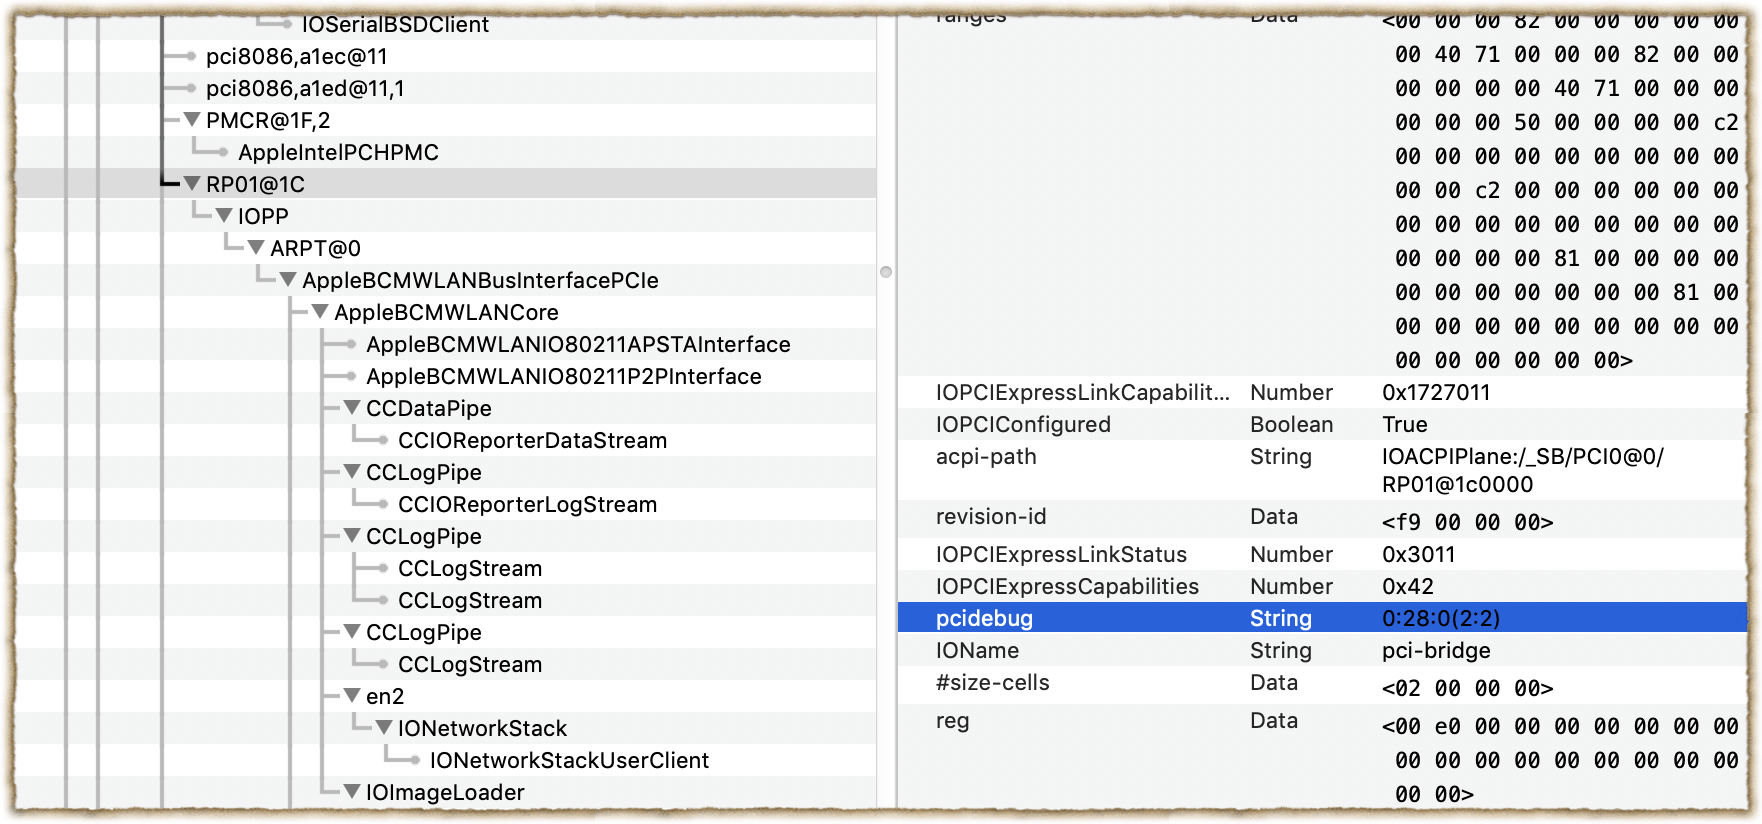 IOSerialBSDClient
pci8086,a1ec@11
pci8086,a1ed@11,1
PMCR@1F,2
AppleIntelPCHPMC
RP01@1C
IOPP
ARPT@0
AppleBCMWLANBusInterfacePCIe
AppleBCMWLANCore
AppleBCMWLANIO80211APSTAInterface
AppleBCMWLANIO80211P2PInterface
CCDataPipe
CCIOReporterDataStream
CCLogPipe
CCIOReporterLogStream
CCLogPipe
CCLogStream
CCLogStream
CCLogPipe
CCLogStream
en2
IONetworkStack
IONetworkStackUserClient
IOImageLoader
ranges Data <00 00 00 82 00 00 00 00 00
00 40 71 00 00 00 82 00 00
00 00 00 00 40 71 00 00 00
00 00 00 50 00 00 00 00 c2
00 00 00 00 00 00 00 00 00
00 00 c2 00 00 00 00 00 00
00 00 00 00 00 00 00 00 00
00 00 00 00 81 00 00 00 00
00 00 00 00 00 00 00 81 00
00 00 00 00 00 00 00 00 00
00 00 00 00 00 00>
IOPCIExpressLinkCapabilit... Number 0x1727011
IOPCIConfigured Boolean True
acpi-path String IOACPIPlane:/_SB/PCI0@0/
RP01@1c0000
revision-id Data <f9 00 00 00>
IOPCIExpressLinkStatus Number 0x3011
IOPCIExpressCapabilities Number 0x42
pcidebug String 0:28:0(2:2)
IOName String pci-bridge
#size-cells Data <02 00 00 00>
reg Data <00 e0 00 00 00 00 00 00 00
00 00 00 00 00 00 00 00 00
00 00>